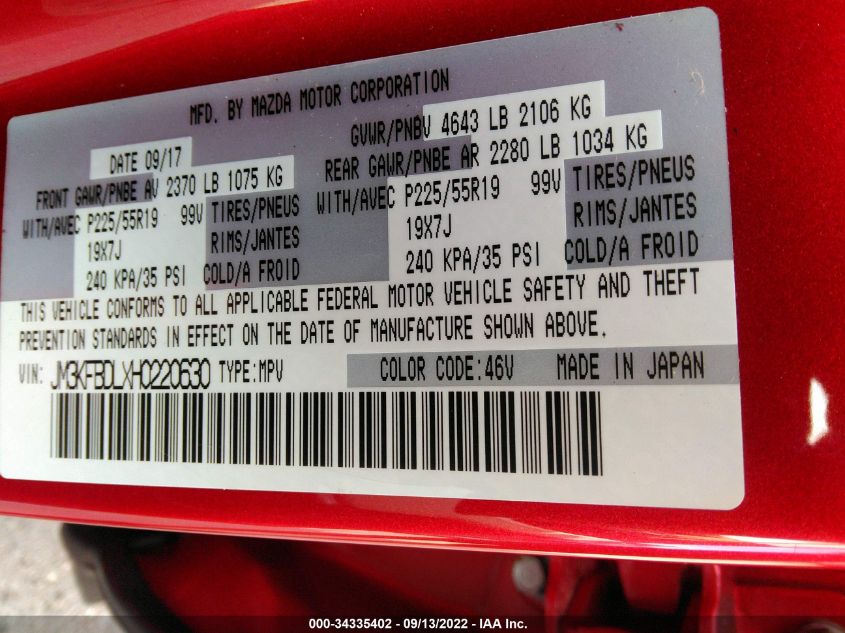 MFD. BY MAZDA MOTOR CORPORATION
DATE 09/17 GVWR/PNBV 4643 LB 2106 KG
FRONT GAWR/PNBE AV 2370 LB 1075 KG REAR GAWR/PNBE AR 2280 LB 1034 KG
WITH/AVEC P225/55R19 99V TIRES/PNEUS WITH/AVEC P225/55R19 99V TIRES/PNEUS
19X7J RIMS/JANTES 19X7J RIMS/JANTES
240 KPA/35 PSI COLD/A FROID 240 KPA/35 PSI COLD/A FROID
THIS VEHICLE CONFORMS TO ALL APPLICABLE FEDERAL MOTOR VEHICLE SAFETY AND THEFT
PREVENTION STANDARDS IN EFFECT ON THE DATE OF MANUFACTURE SHOWN ABOVE.
VIN: JM3KFBDLXH0220630 TYPE:MPV COLOR CODE:46V MADE IN JAPAN
000-34335402 - 09/13/2022 - IAA Inc.